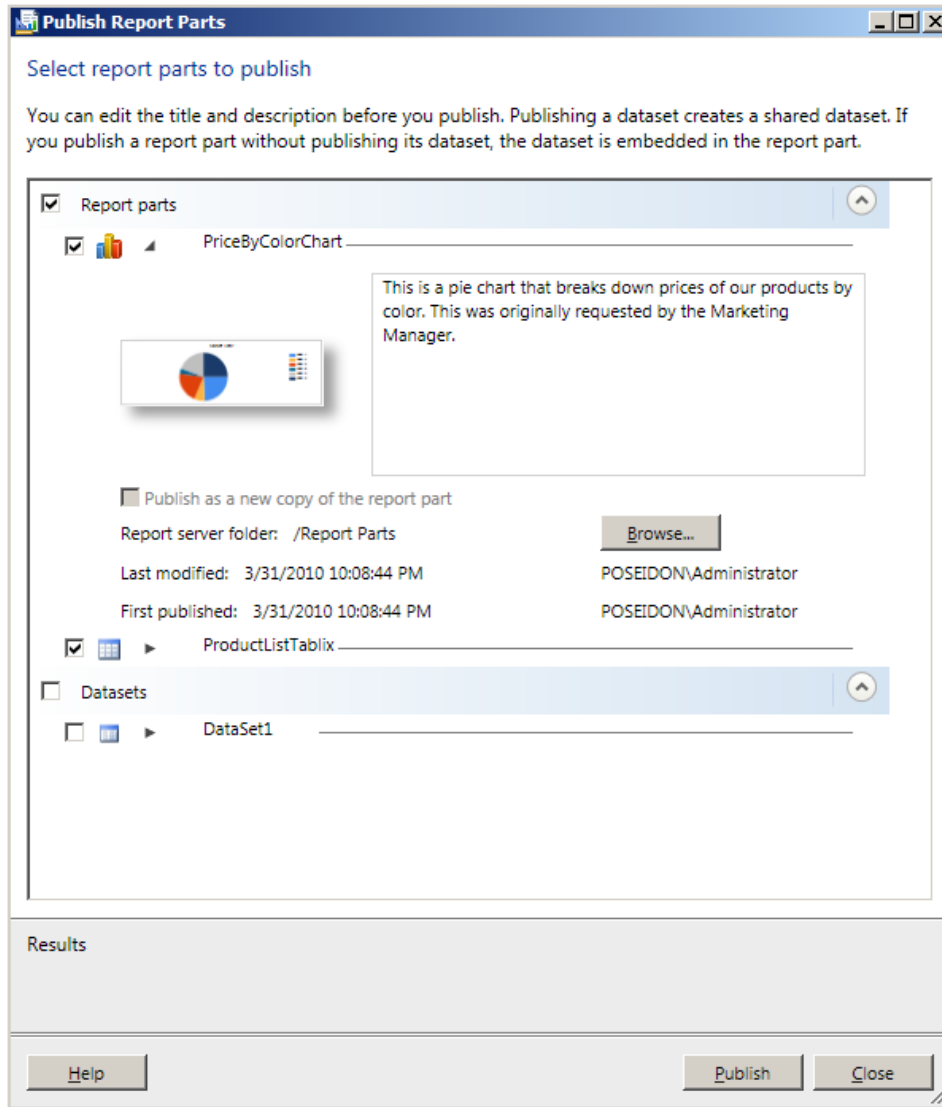 Publish Report Parts
Select report parts to publish
You can edit the title and description before you publish. Publishing a dataset creates a shared dataset. If
you publish a report part without publishing its dataset, the dataset is embedded in the report part.
Report parts
PriceByColorChart
This is a pie chart that breaks down prices of our products by
color. This was originally requested by the Marketing
Manager.
Publish as a new copy of the report part
Report server folder: /Report Parts Browse...
Last modified: 3/31/2010 10:08:44 PM POSEIDON\Administrator
First published: 3/31/2010 10:08:44 PM POSEIDON\Administrator
ProductListTablix
Datasets
DataSet1
Results
Help Publish Close